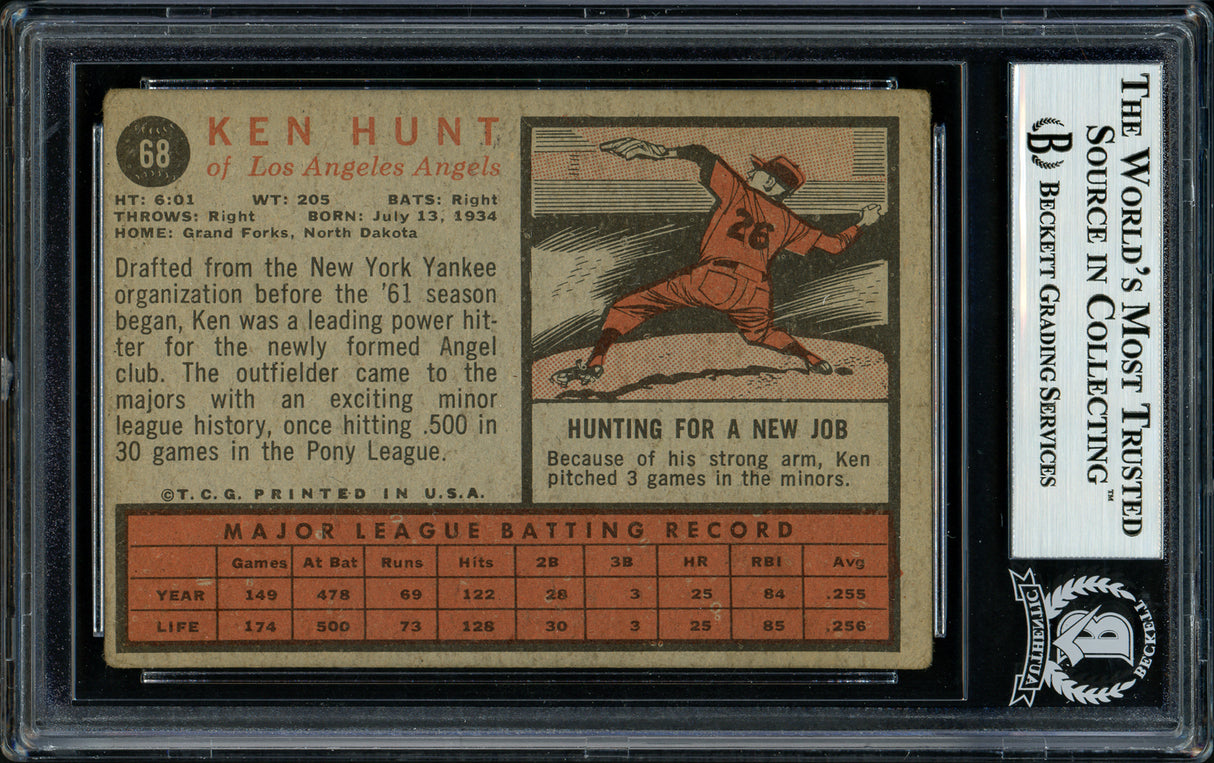 68
KEN HUNT
of Los Angeles Angels
HT: 6:01 WT: 205 BATS: Right
THROWS: Right BORN: July 13, 1934
HOME: Grand Forks, North Dakota
Drafted from the New York Yankee
organization before the '61 season
began, Ken was a leading power hit-
ter for the newly formed Angel
club. The outfielder came to the
majors with an exciting minor
league history, once hitting .500 in
30 games in the Pony League.
©T.C.G. PRINTED IN U.S.A.
26
HUNTING FOR A NEW JOB
Because of his strong arm, Ken
pitched 3 games in the minors.
MAJOR LEAGUE BATTING RECORD
Games At Bat Runs Hits 2B 3B HR RBI Avg
YEAR 149 478 69 122 28 3 25 84 .255
LIFE 174 500 73 128 30 3 25 85 .256
THE WORLD'S MOST TRUSTED
SOURCE IN COLLECTING™
B BECKETT GRADING SERVICES
AUTHENTIC
B
BECKETT